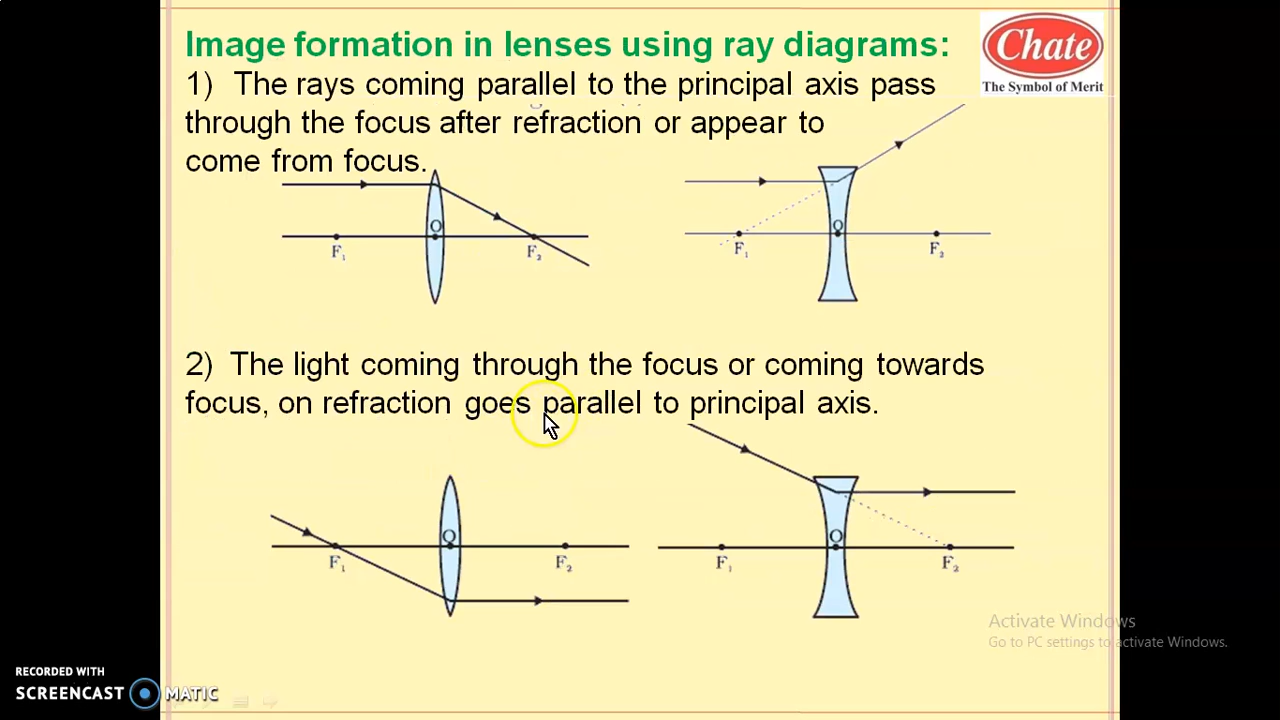 Image formation in lenses using ray diagrams:
Chate
The Symbol of Merit
1) The rays coming parallel to the principal axis pass
through the focus after refraction or appear to
come from focus.
O
F₁
F₂
O
F₁
F₂
2) The light coming through the focus or coming towards
focus, on refraction goes parallel to principal axis.
O
F₁
F₂
O
F₁
F₂
Activate Windows
Go to PC settings to activate Windows.
RECORDED WITH
SCREENCAST MATIC